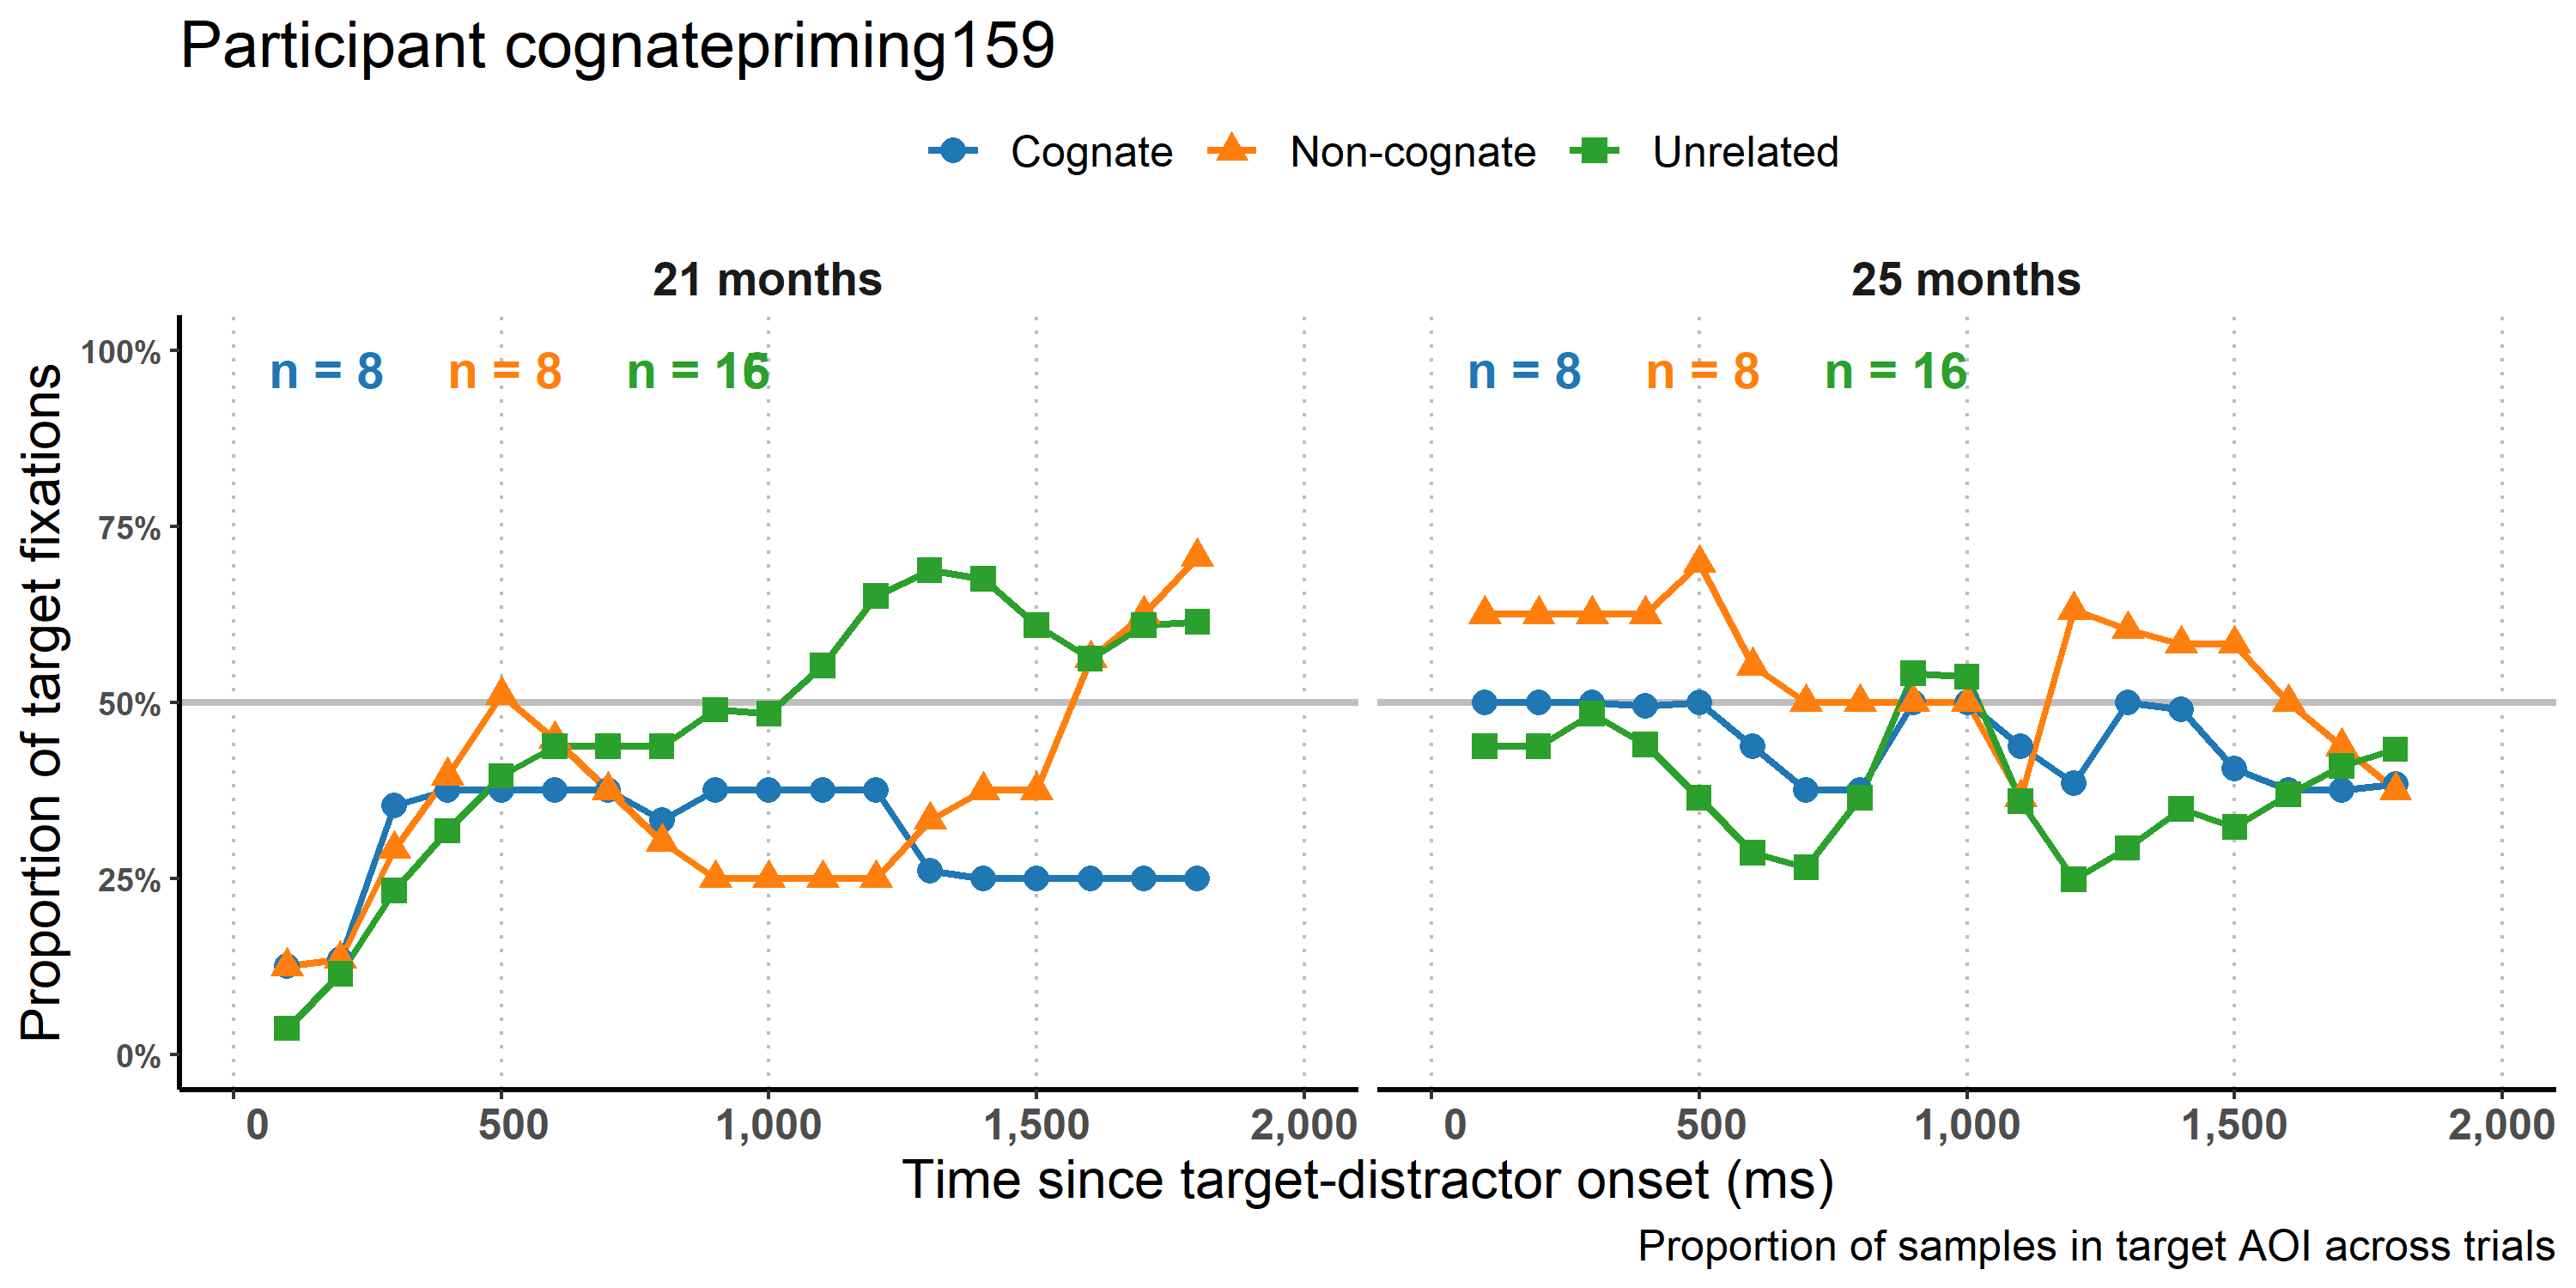 Participant cognatepriming159
Cognate Non-cognate Unrelated
21 months 25 months
n = 8 n = 8 n = n = 8 n = 8 n = 16
100%
75%
50%
25%
0%
Proportion of target fixations
0 500 1,000 1,500 2,000 0 500 1,000 1,500 2,000
Time since target-distractor onset (ms)
Proportion of samples in target AOI across trials